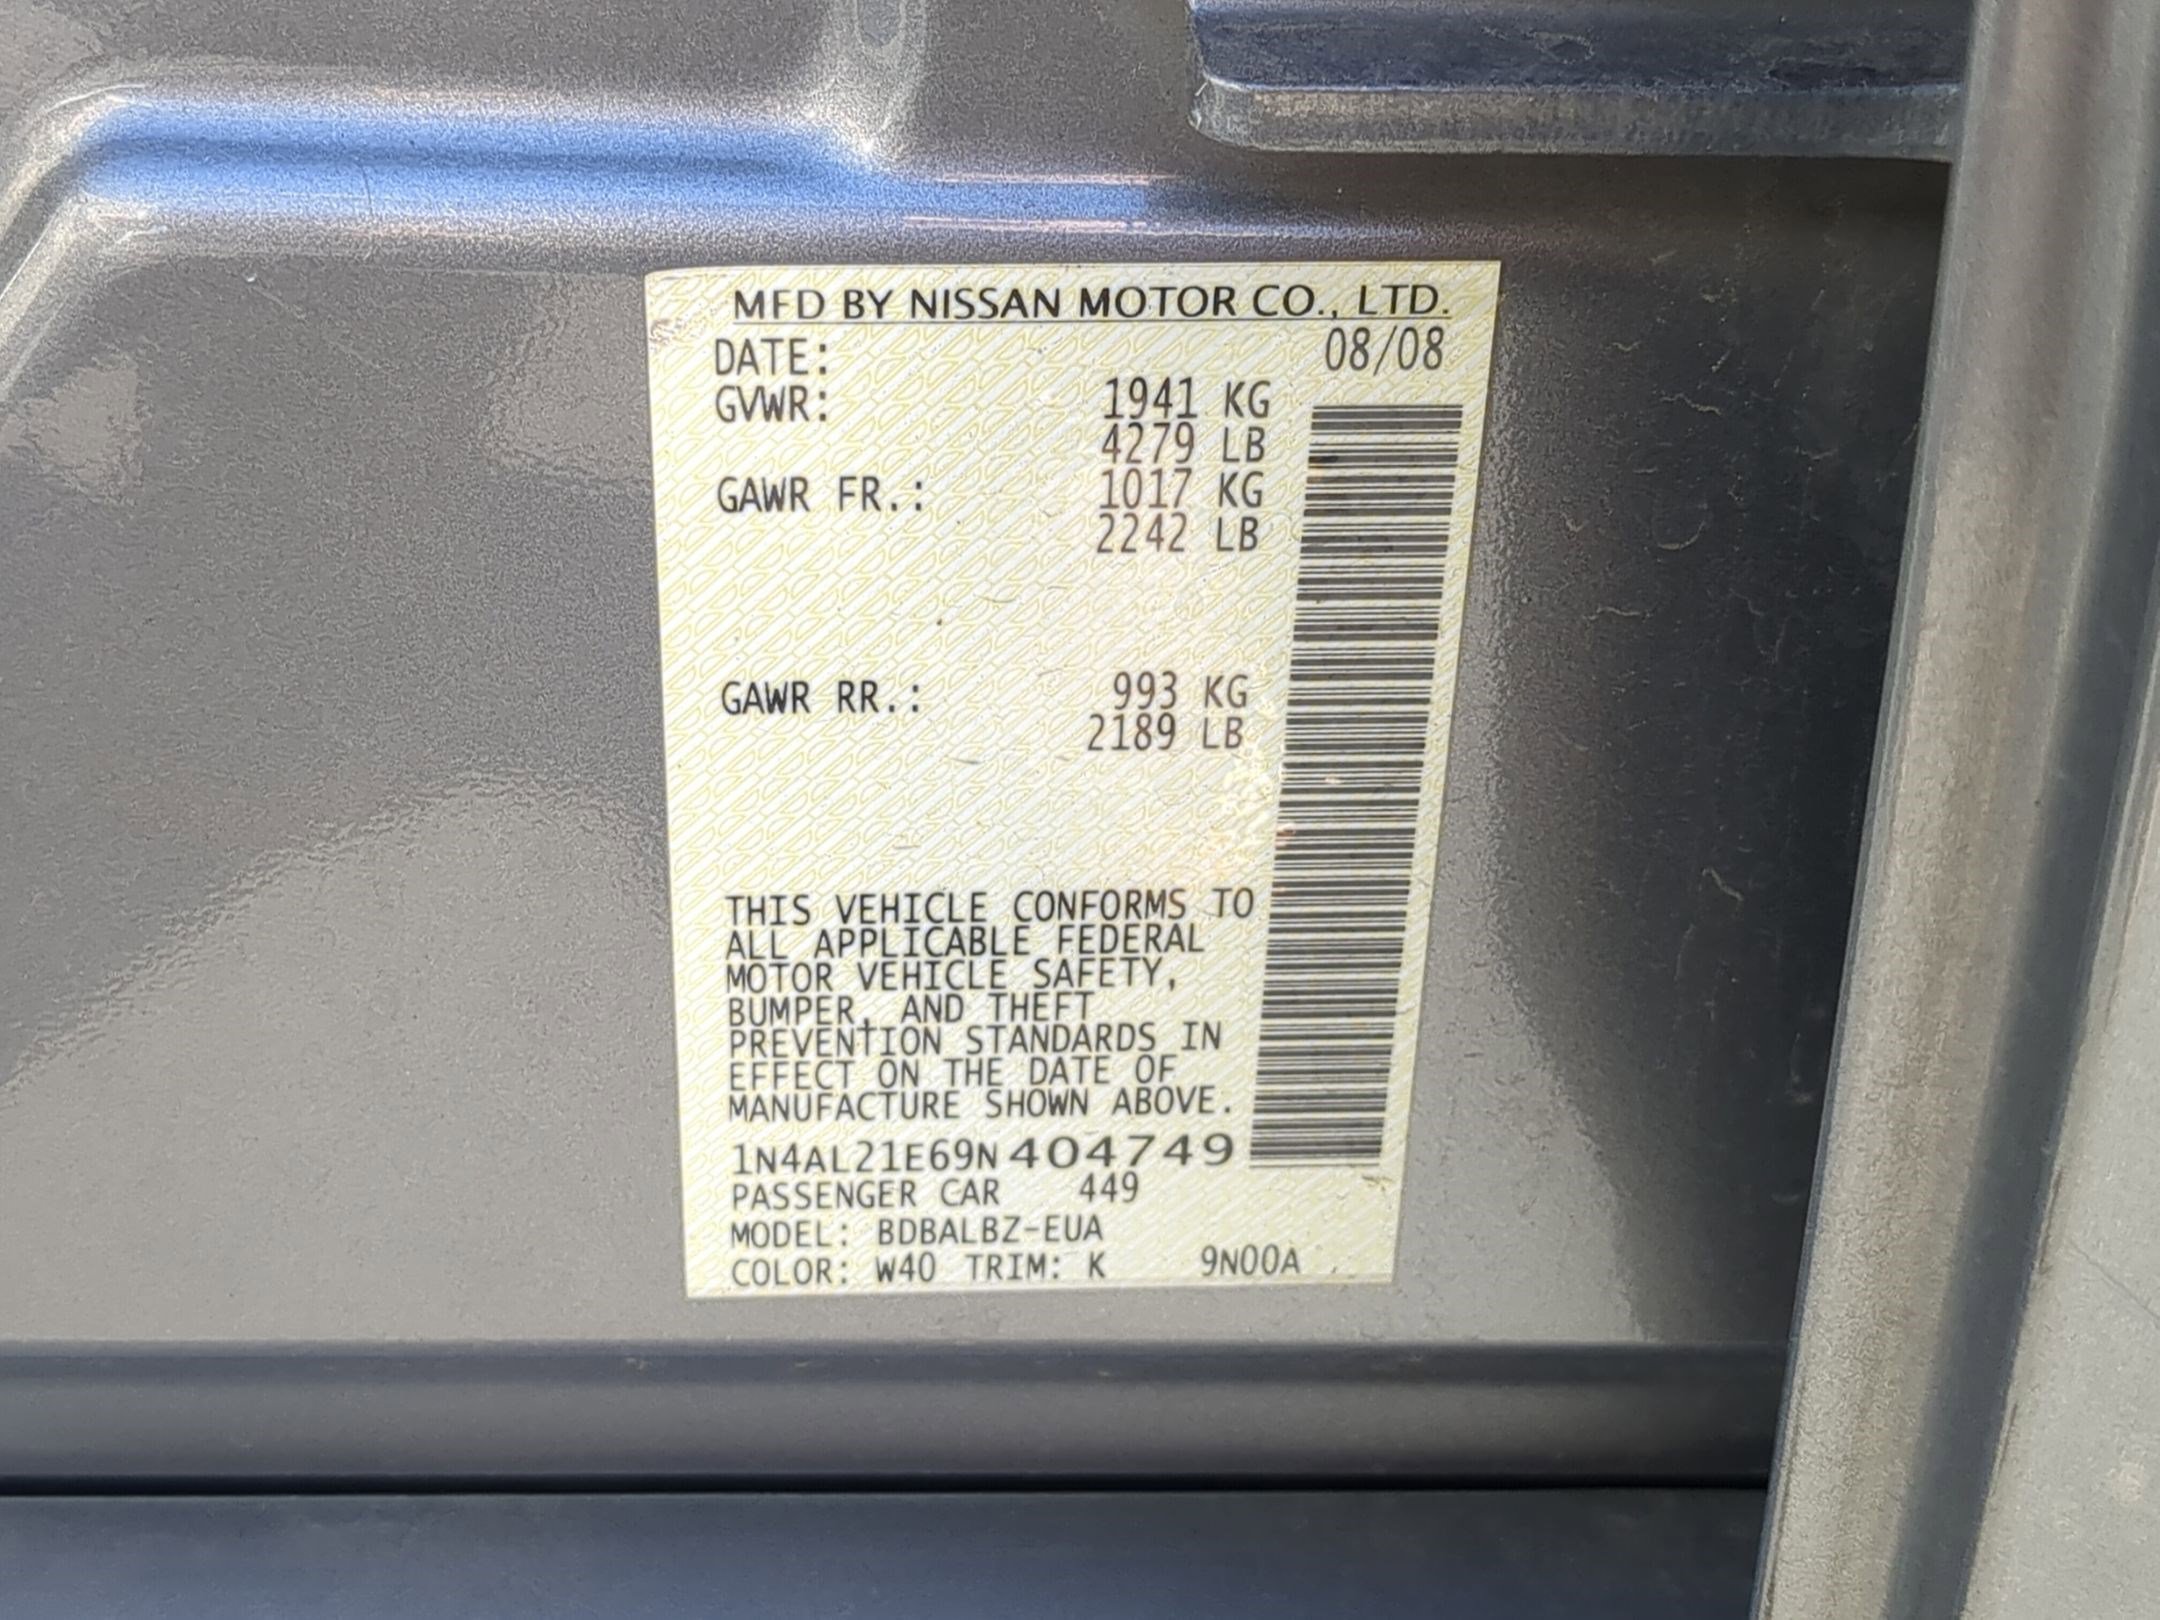 MFD BY NISSAN MOTOR CO., LTD.
DATE: 08/08
GVWR: 1941 KG
4279 LB
GAWR FR.: 1017 KG
2242 LB
GAWR RR.: 993 KG
2189 LB
THIS VEHICLE CONFORMS TO
ALL APPLICABLE FEDERAL
MOTOR VEHICLE SAFETY,
BUMPER, AND THEFT
PREVENTION STANDARDS IN
EFFECT ON THE DATE OF
MANUFACTURE SHOWN ABOVE.
1N4AL21E69N404749
PASSENGER CAR 449
MODEL: BDBALBZ-EUA
COLOR: W40 TRIM: K 9N00A